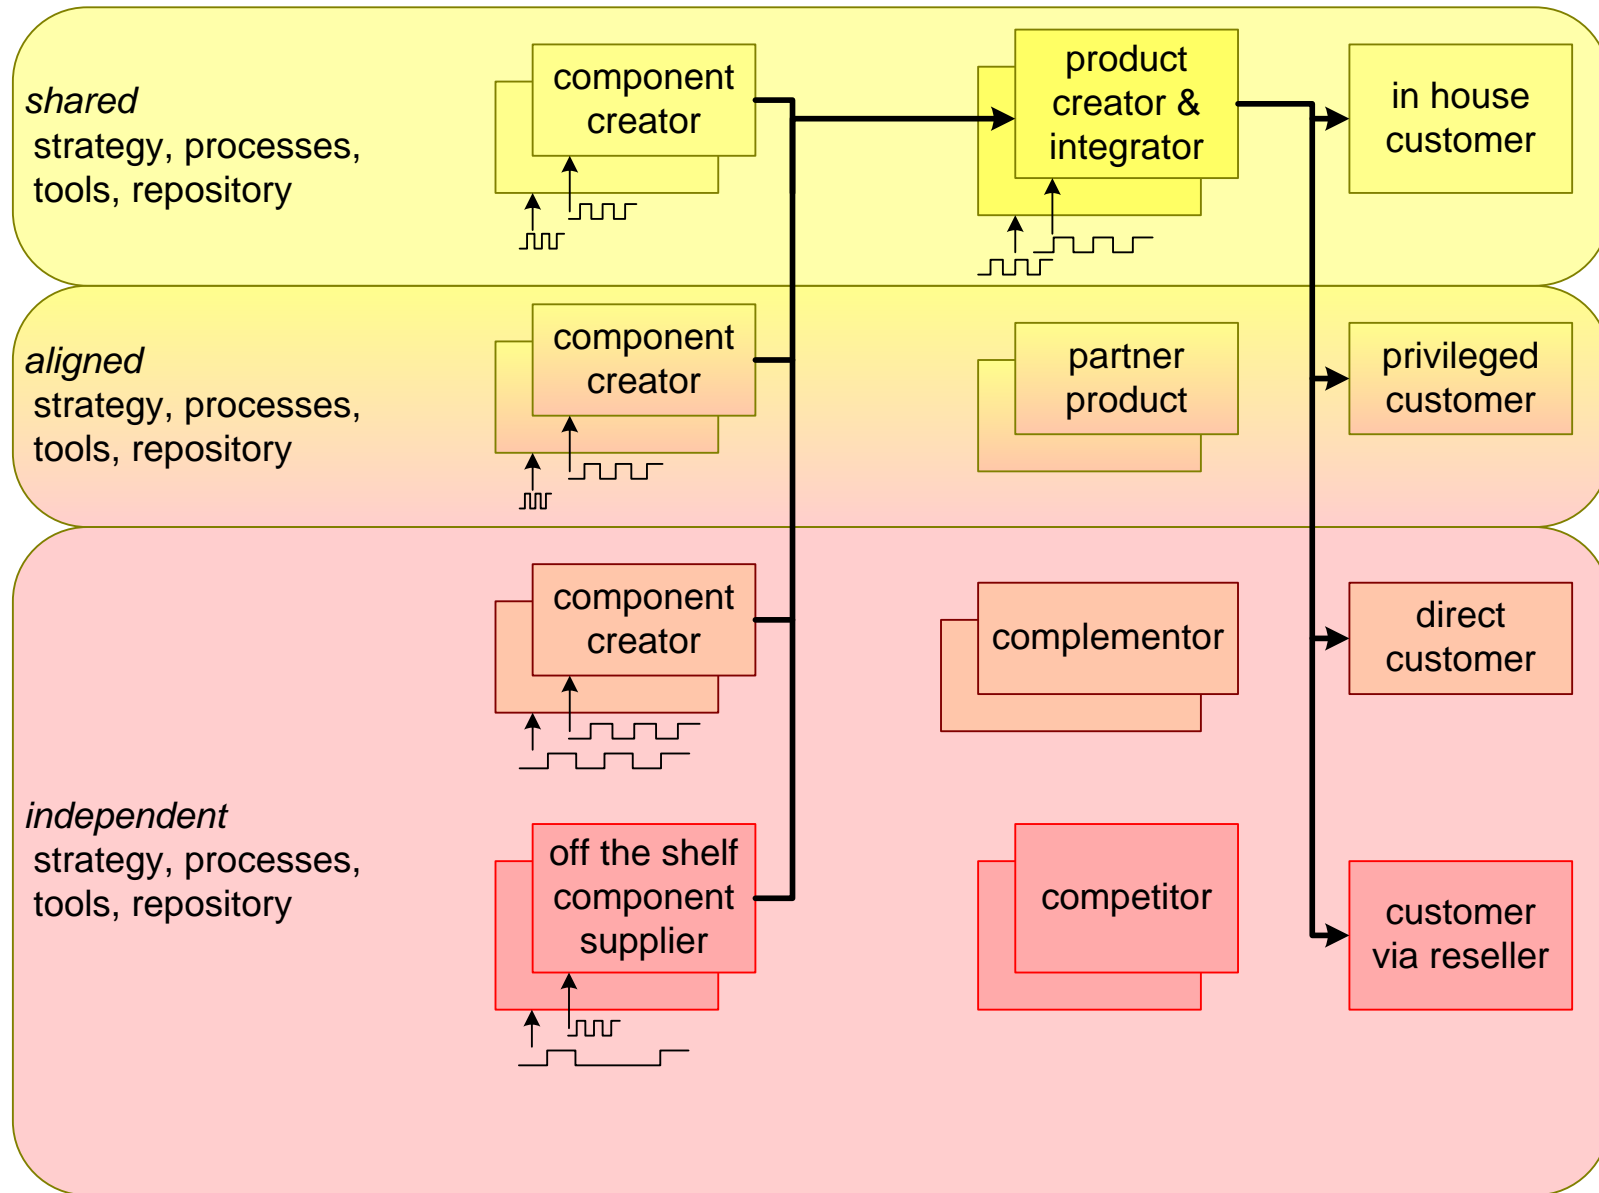 shared
strategy, processes,
tools, repository
component
creator
product
creator &
integrator
in house
customer
aligned
strategy, processes,
tools, repository
component
creator
partner
product
privileged
customer
component
creator
complementor
direct
customer
independent
strategy, processes,
tools, repository
off the shelf
component
supplier
competitor
customer
via reseller